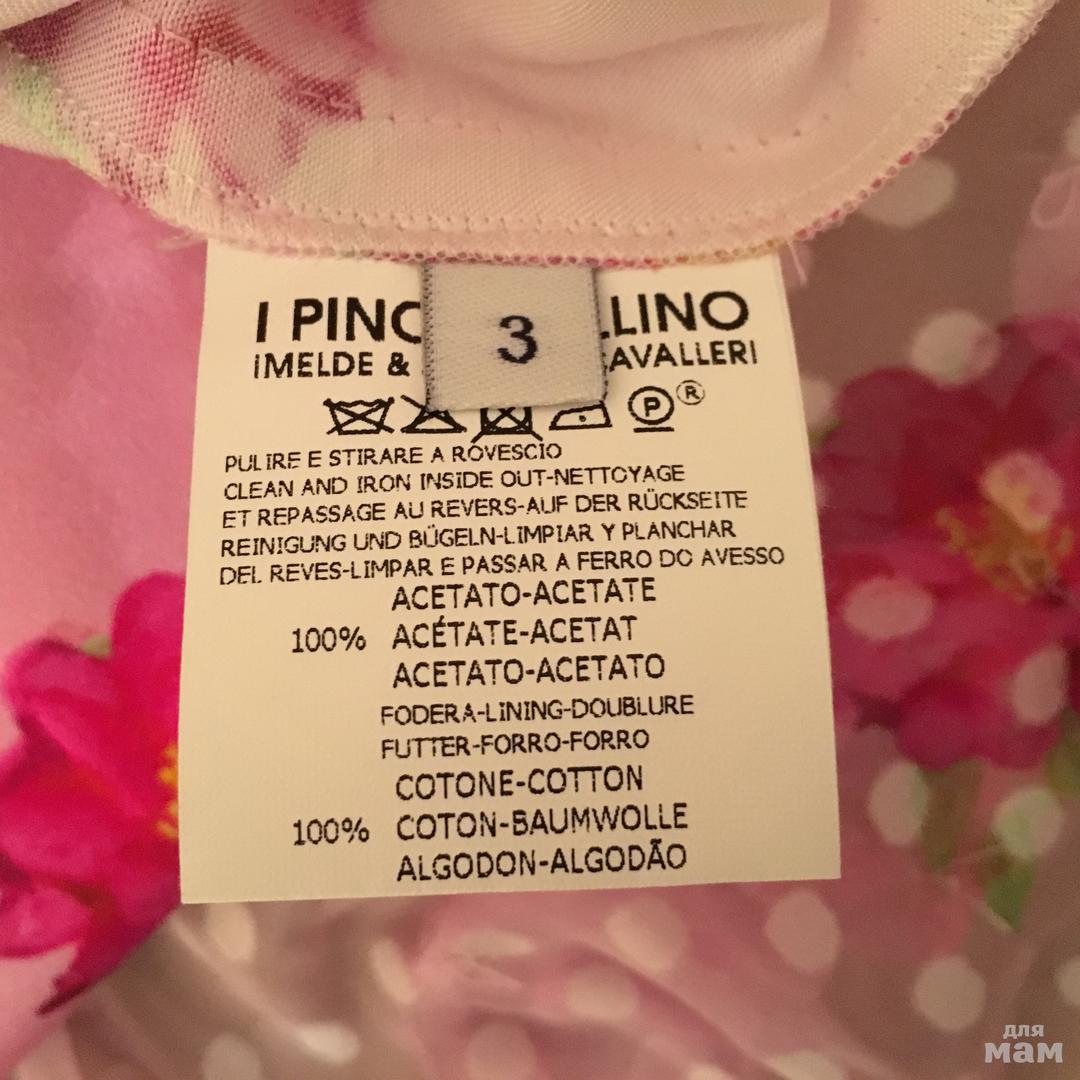 I PINC LLINO
IMELDE & CAVALLERI
3
P ®
PULIRE E STIRARE A ROVESCIO
CLEAN AND IRON INSIDE OUT-NETTOYAGE
ET REPASSAGE AU REVERS-AUF DER RÜCKSEITE
REINIGUNG UND BÜGELN-LIMPIAR Y PLANCHAR
DEL REVES-LIMPAR E PASSAR A FERRO DO AVESSO
ACETATO-ACETATE
100% ACÉTATE-ACETAT
ACETATO-ACETATO
FODERA-LINING-DOUBLURE
FUTTER-FORRO-FORRO
COTONE-COTTON
100% COTON-BAUMWOLLE
ALGODON-ALGODÃO
для
мам